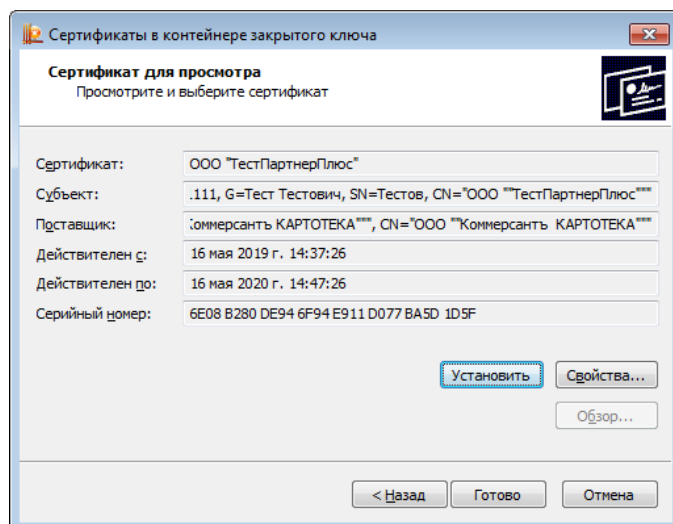 Сертификаты в контейнере закрытого ключа
Сертификат для просмотра
Просмотрите и выберите сертификат
Сертификат: ООО "ТестПартнерПлюс"
Субъект: .111, G=Тест Тестович, SN=Тестов, CN="ООО ""ТестПартнерПлюс"""
Поставщик: Коммерсантъ КАРТОТЕКА""", CN="ООО ""Коммерсантъ КАРТОТЕКА"""
Действителен с: 16 мая 2019 г. 14:37:26
Действителен по: 16 мая 2020 г. 14:47:26
Серийный номер: 6E08 B280 DE94 6F94 E911 D077 BA5D 1D5F
Установить Свойства...
Обзор...
< Назад Готово Отмена